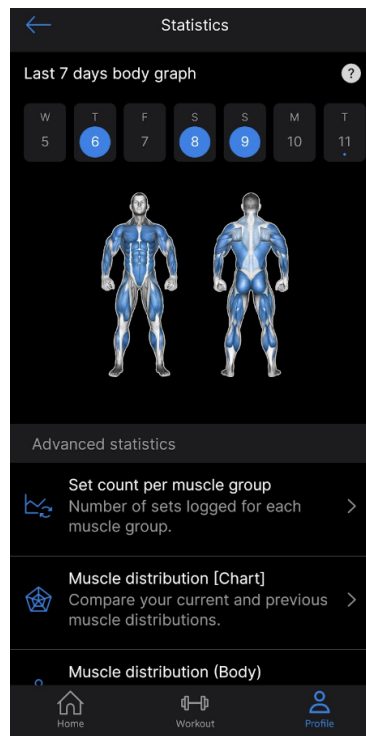 Statistics
Last 7 days body graph ?
W T F S S M T
5 6 7 8 9 10 11
Advanced statistics
Set count per muscle group
Number of sets logged for each
muscle group.
Muscle distribution [Chart]
Compare your current and previous
muscle distributions.
Muscle distribution (Body)
Home Workout Profile